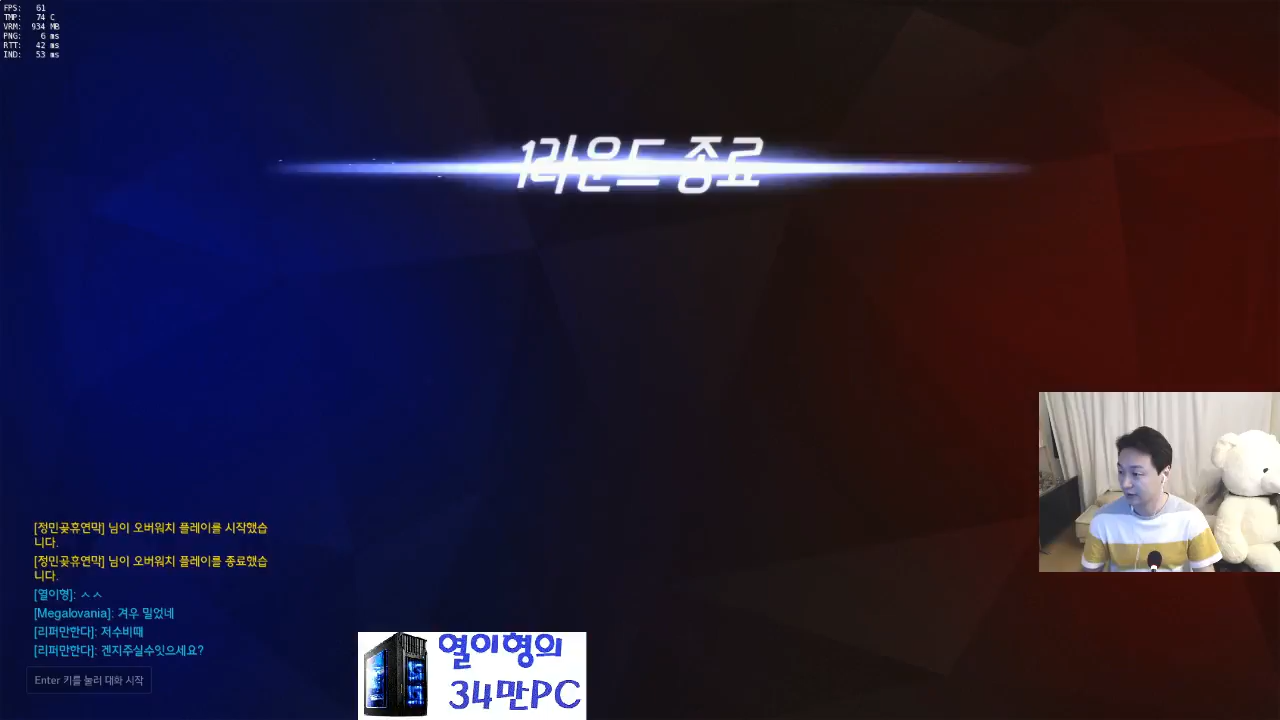 FPS: 61
TMP: 74 C
VRM: 934 MB
PNG: 6 ms
RTT: 42 ms
IND: 53 ms
1라운드 종료
[정민곶휴연막] 님이 오버워치 플레이를 시작했습
니다.
[정민곶휴연막] 님이 오버워치 플레이를 종료했습
니다.
[열이형]: ㅅㅅ
[Megalovania]: 겨우 밀었네
[리퍼만한다]: 저수비때
[리퍼만한다]: 겐지주실수잇으세요?
Enter 키를 눌러 대화 시작
열이형의
34만PC